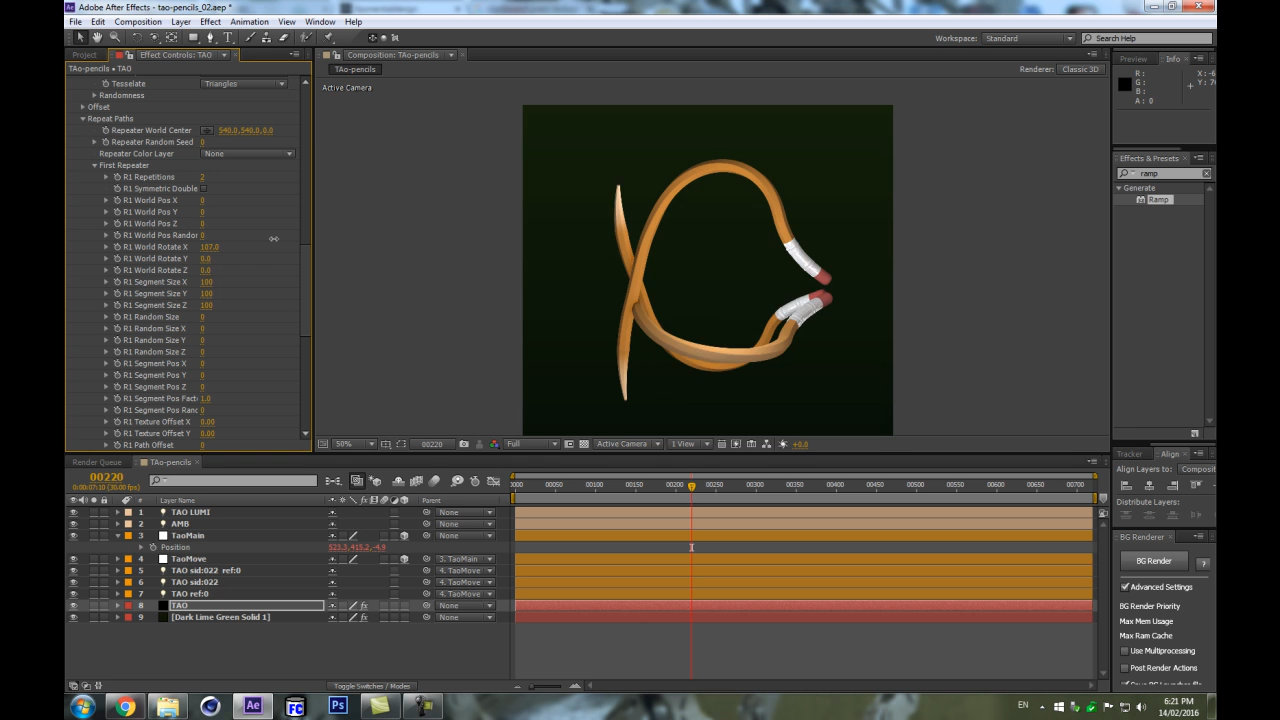 Adobe After Effects - tao-pencils_02.aep *
File Edit Composition Layer Effect Animation View Window Help
Workspace: Standard
Search Help
Project Effect Controls: TAO
Composition: TAo-pencils
Preview Info
TAo-pencils • TAO
TAo-pencils
Renderer: Classic 3D
Active Camera
R :
G :
B :
A : 0
Tesselate Triangles
Randomness
Offset
Repeat Paths
Repeater World Center 540.0,540.0,0.0
Repeater Random Seed 0
Repeater Color Layer None
First Repeater
R1 Repetitions 2
R1 Symmetric Double
R1 World Pos X 0
R1 World Pos Y 0
R1 World Pos Z 0
R1 World Pos Randor 0
R1 World Rotate X 107.0
R1 World Rotate Y 0.0
R1 World Rotate Z 0.0
R1 Segment Size X 100
R1 Segment Size Y 100
R1 Segment Size Z 100
R1 Random Size 0
R1 Random Size X 0
R1 Random Size Y 0
R1 Random Size Z 0
R1 Segment Pos X 0
R1 Segment Pos Y 0
R1 Segment Pos Z 0
R1 Segment Pos Fact 1.0
R1 Segment Pos Ranc 0
R1 Texture Offset X 0.00
R1 Texture Offset Y 0.00
R1 Path Offset 0
Effects & Presets
ramp
Generate
Ramp
50% 00220 Full Active Camera 1 View +0.0
Render Queue TAo-pencils
Tracker Align
00220
0:00:07:10 (30.00 fps)
# Layer Name Parent
0000 00050 00100 00150 00200 00250 00300 00350 00400 00450 00500 00550 00600 00650 00700
1 TAO LUMI None
2 AMB None
3 TaoMain None
Position 523.3,415.2,-4.9
4 TaoMove 3. TaoMain
5 TAO sid:022 ref:0 4. TaoMove
6 TAO sid:022 4. TaoMove
7 TAO ref:0 4. TaoMove
8 TAO None
9 [Dark Lime Green Solid 1] None
Toggle Switches / Modes
Align Layers to: Composit
Distribute Layers:
BG Renderer
BG Render ?
Advanced Settings
BG Render Priority
Max Mem Usage
Max Ram Cache
Use Multiprocessing
Post Render Actions
EN 6:21 PM
14/02/2016
Ae FC Ps